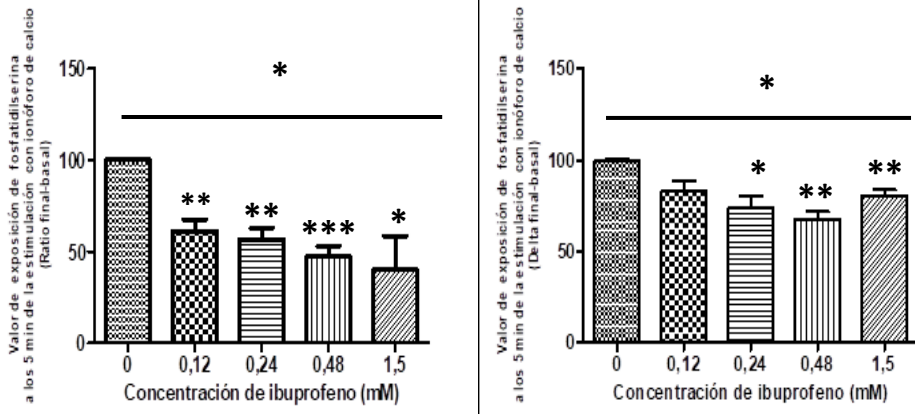 Valor de exposición de fosfatidilserina
a los 5 min de la estimulación con ionóforo de calcio
(Ratio final-basal)
150
100
50
0
*
** ** *** *
0 0,12 0,24 0,48 1,5
Concentración de ibuprofeno (mM)
Valor de exposición de fosfatidilserina
a los 5 min de la estimulación con ionóforo de calcio
(Delta final-basal)
150
100
50
0
*
* ** **
0 0,12 0,24 0,48 1,5
Concentración de ibuprofeno (mM)